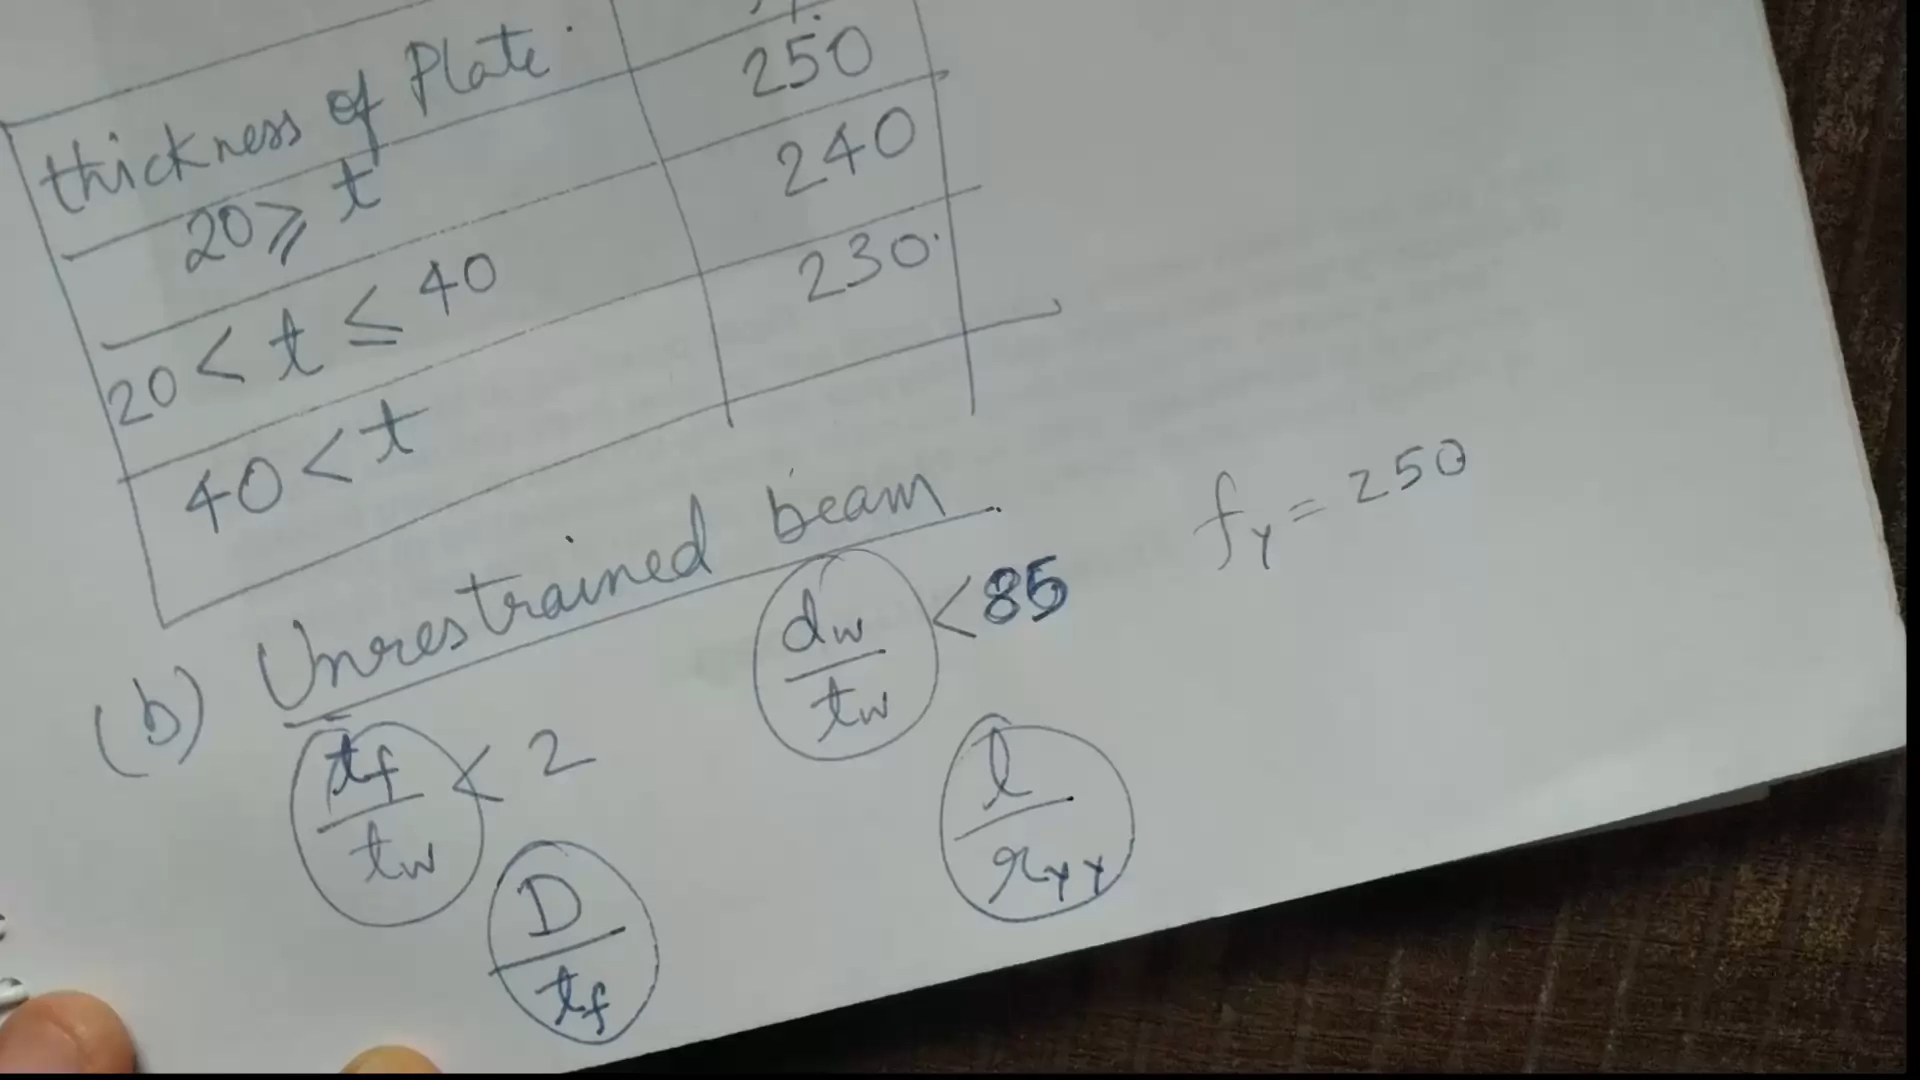 thickness of Plate
20 ⩾ t 250
20 < t ≤ 40 240
40 < t 230
(b) Unrestrained beam
fy = 250
tf/tw < 2
dw/tw < 85
D/tf
l/ryy